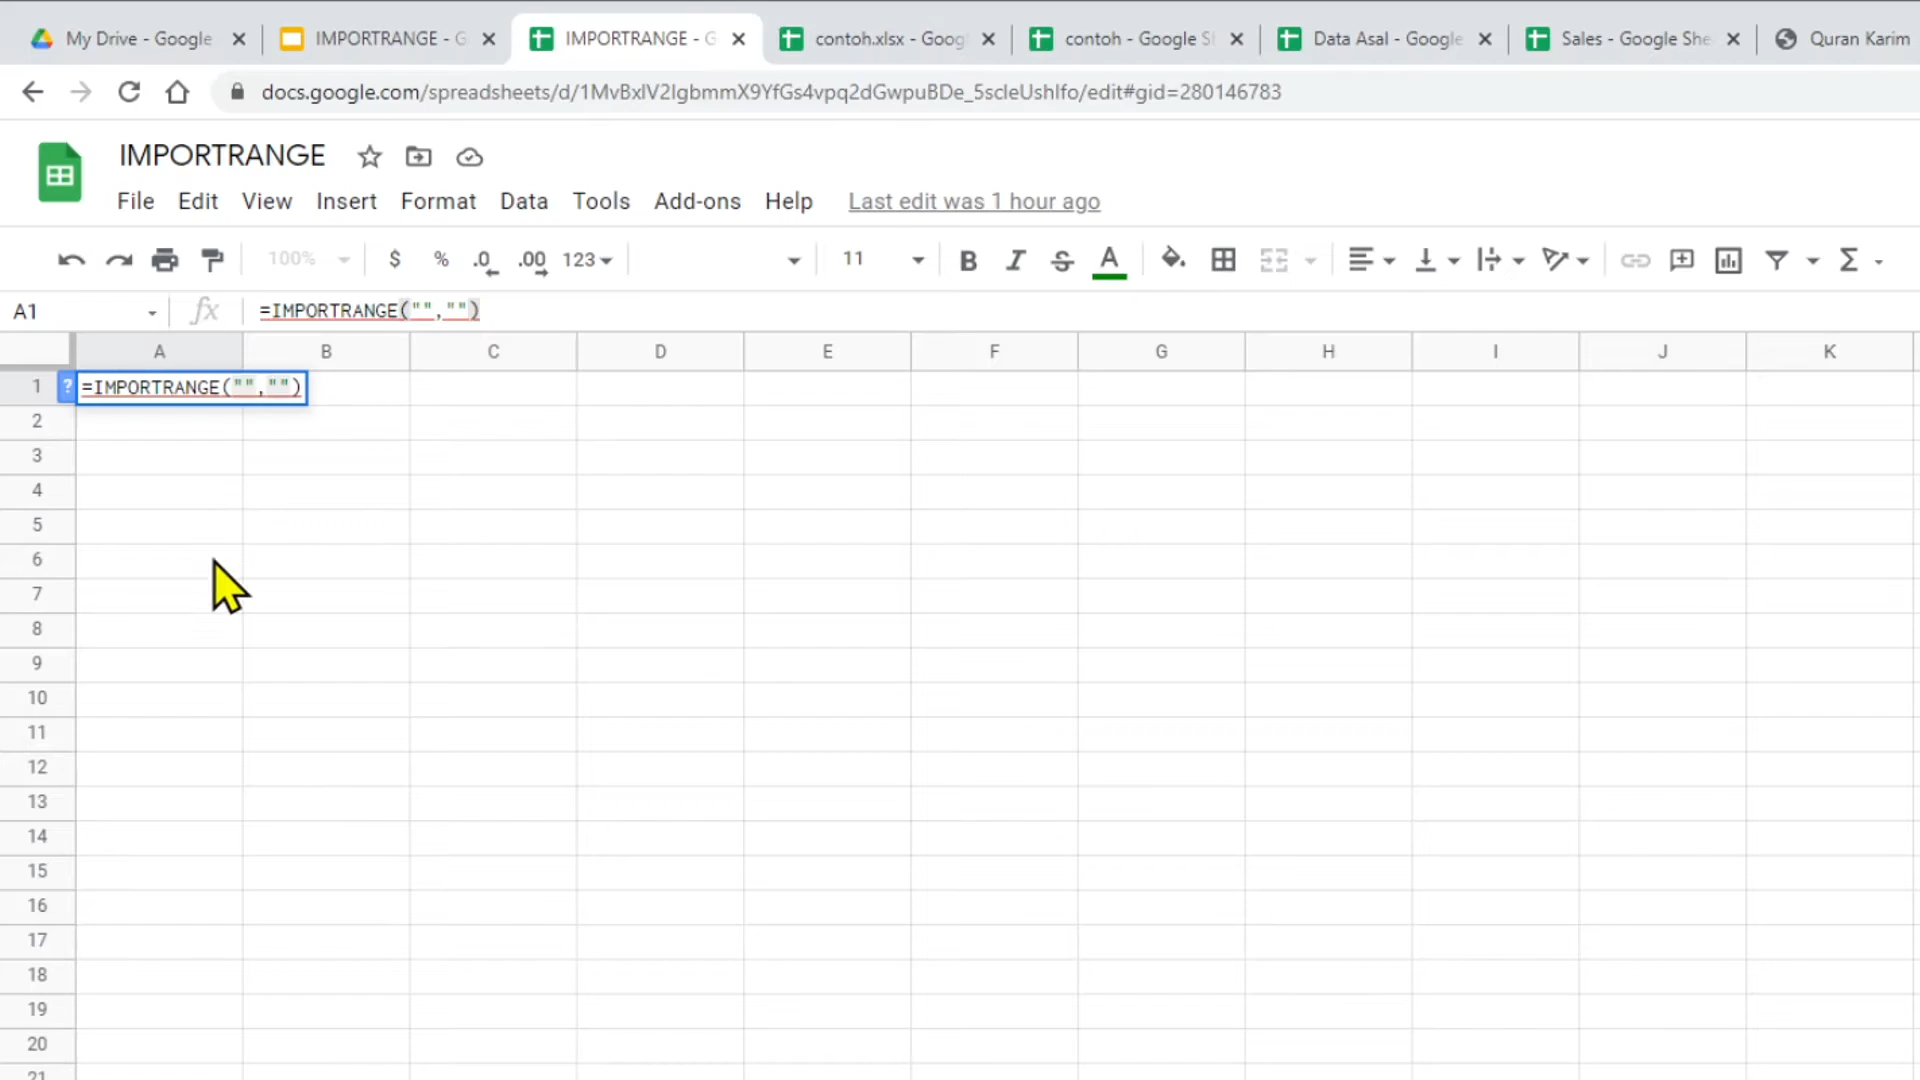 My Drive - Google
IMPORTRANGE - G
IMPORTRANGE - G
contoh.xlsx - Goog
contoh - Google S
Data Asal - Google
Sales - Google She
Quran Karim
docs.google.com/spreadsheets/d/1MvBxlV2lgbmmX9YfGs4vpq2dGwpuBDe_5scleUshlfo/edit#gid=280146783
IMPORTRANGE
File Edit View Insert Format Data Tools Add-ons Help Last edit was 1 hour ago
100% $ % .0 .00 123 11 B I S A Σ
A1 fx =IMPORTRANGE("","")
A B C D E F G H I J K
1 ? =IMPORTRANGE("","")
2
3
4
5
6
7
8
9
10
11
12
13
14
15
16
17
18
19
20
21